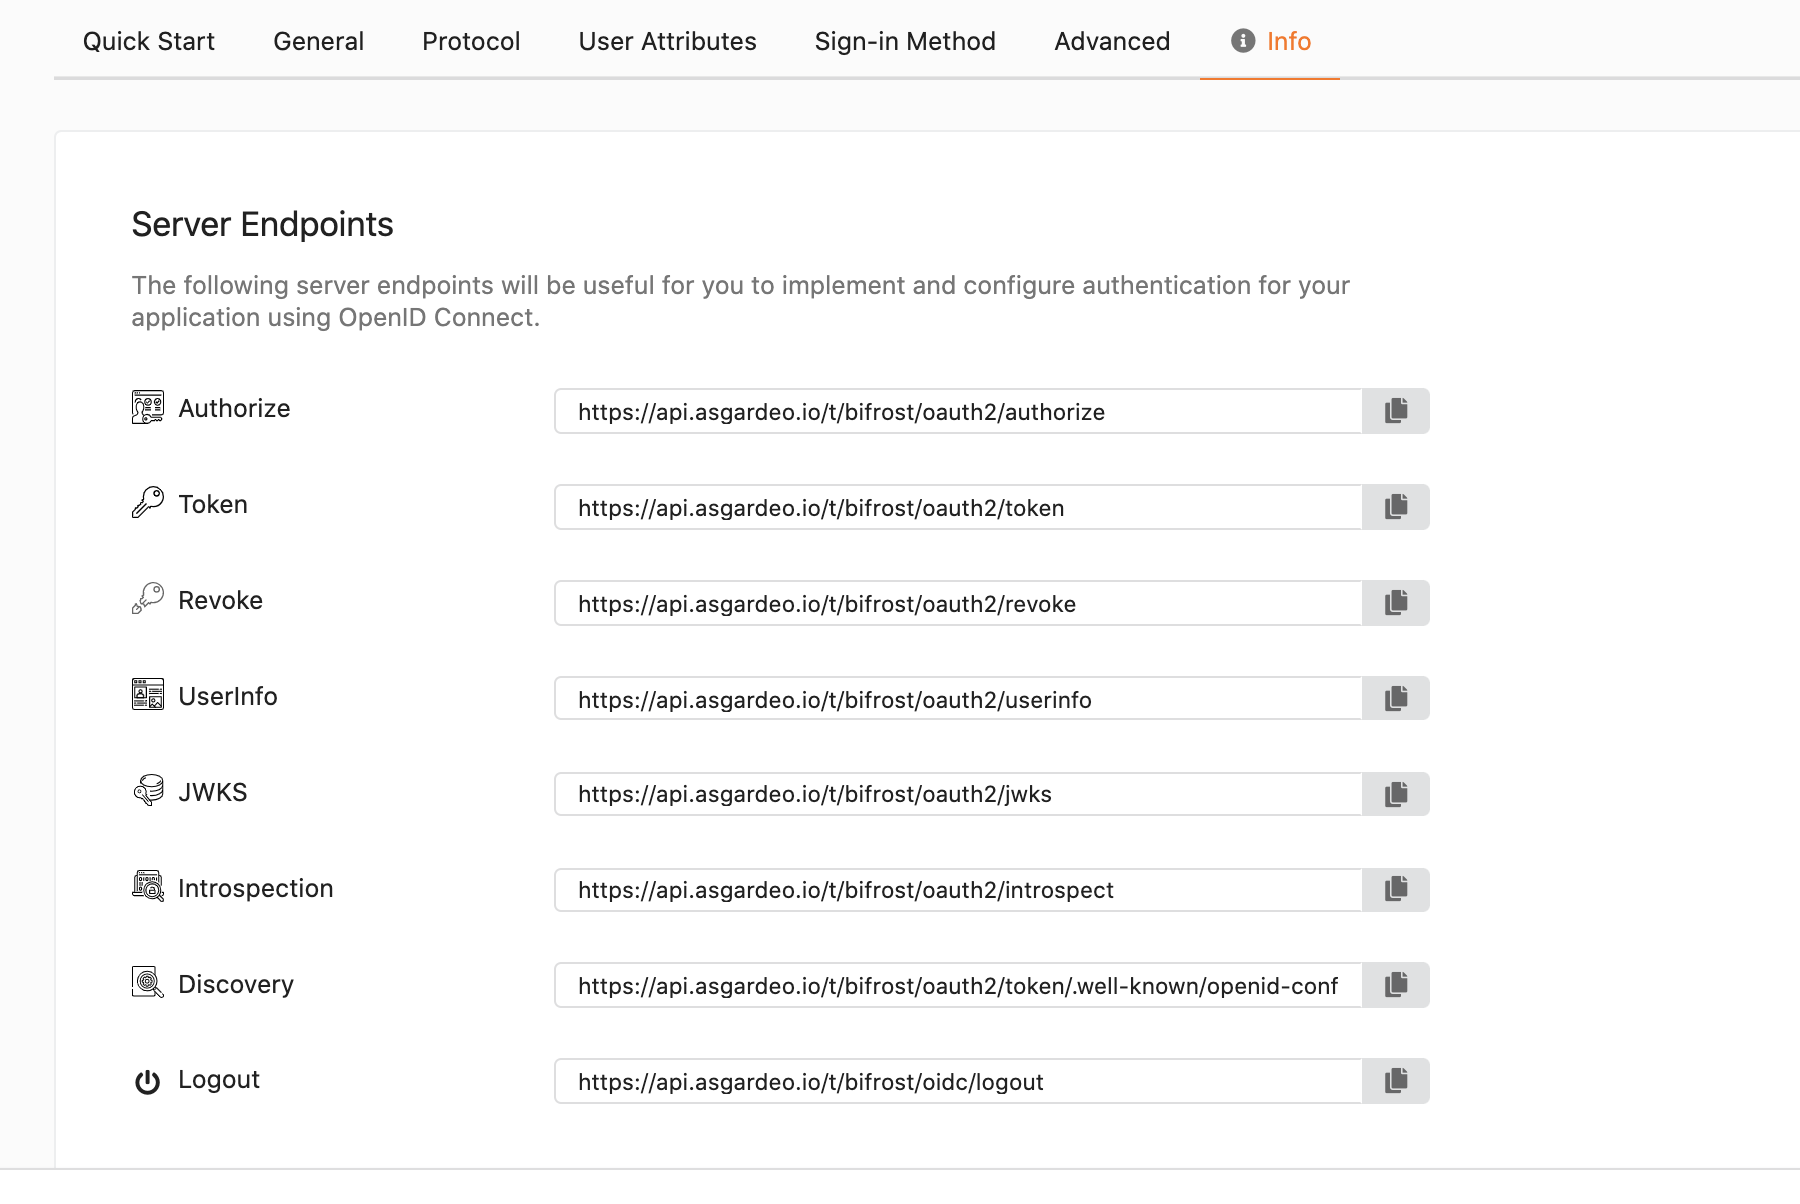 Quick Start General Protocol User Attributes Sign-in Method Advanced Info
Server Endpoints
The following server endpoints will be useful for you to implement and configure authentication for your
application using OpenID Connect.
Authorize https://api.asgardeo.io/t/bifrost/oauth2/authorize
Token https://api.asgardeo.io/t/bifrost/oauth2/token
Revoke https://api.asgardeo.io/t/bifrost/oauth2/revoke
UserInfo https://api.asgardeo.io/t/bifrost/oauth2/userinfo
JWKS https://api.asgardeo.io/t/bifrost/oauth2/jwks
Introspection https://api.asgardeo.io/t/bifrost/oauth2/introspect
Discovery https://api.asgardeo.io/t/bifrost/oauth2/token/.well-known/openid-conf
Logout https://api.asgardeo.io/t/bifrost/oidc/logout